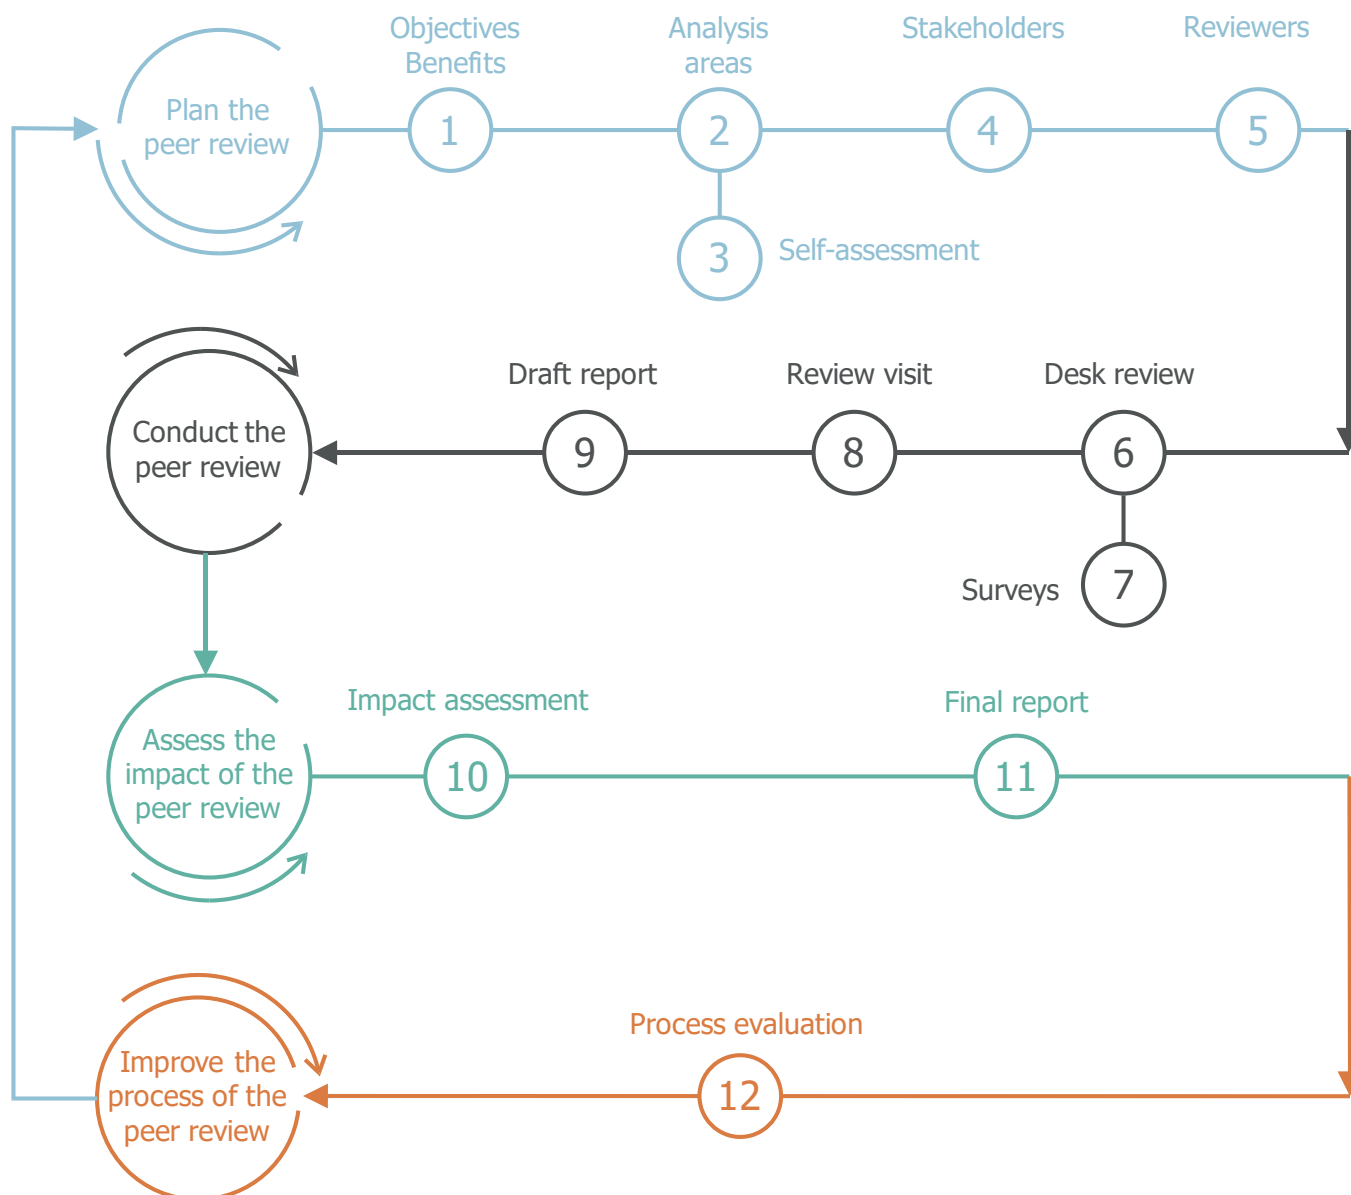 Objectives
Benefits
Analysis
areas
Stakeholders
Reviewers
Plan the
peer review
1
2
4
5
3
Self-assessment
Draft report
Review visit
Desk review
Conduct the
peer review
9
8
6
Surveys
7
Impact assessment
Final report
Assess the
impact of the
peer review
10
11
Process evaluation
Improve the
process of the
peer review
12